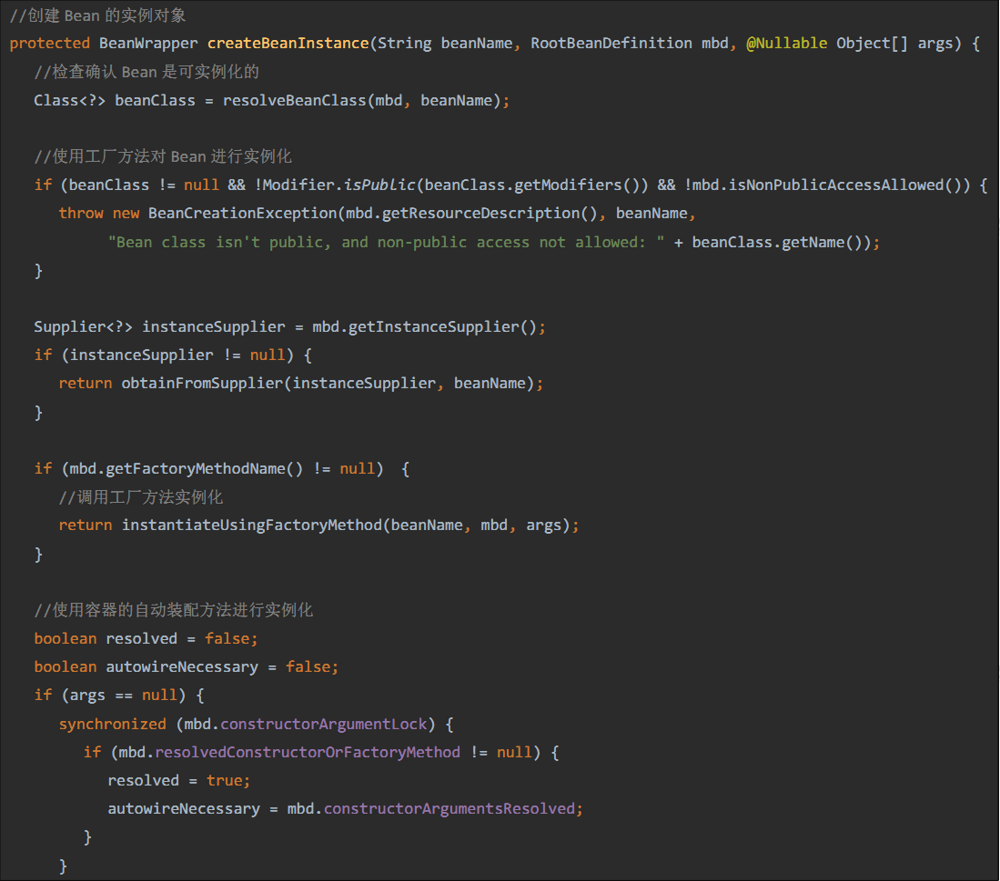 //创建 Bean 的实例对象
protected BeanWrapper createBeanInstance(String beanName, RootBeanDefinition mbd, @Nullable Object[] args) {
//检查确认 Bean 是可实例化的
Class<?> beanClass = resolveBeanClass(mbd, beanName);
//使用工厂方法对 Bean 进行实例化
if (beanClass != null && !Modifier.isPublic(beanClass.getModifiers()) && !mbd.isNonPublicAccessAllowed()) {
throw new BeanCreationException(mbd.getResourceDescription(), beanName,
"Bean class isn't public, and non-public access not allowed: " + beanClass.getName());
}
Supplier<?> instanceSupplier = mbd.getInstanceSupplier();
if (instanceSupplier != null) {
return obtainFromSupplier(instanceSupplier, beanName);
}
if (mbd.getFactoryMethodName() != null)  {
//调用工厂方法实例化
return instantiateUsingFactoryMethod(beanName, mbd, args);
}
//使用容器的自动装配方法进行实例化
boolean resolved = false;
boolean autowireNecessary = false;
if (args == null) {
synchronized (mbd.constructorArgumentLock) {
if (mbd.resolvedConstructorOrFactoryMethod != null) {
resolved = true;
autowireNecessary = mbd.constructorArgumentsResolved;
}
}